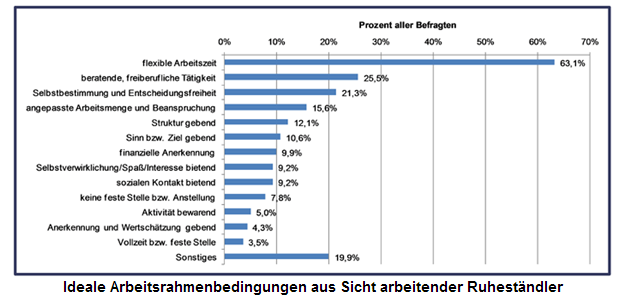 Prozent aller Befragten
0% 10% 20% 30% 40% 50% 60% 70%
flexible Arbeitszeit 63,1%
beratende, freiberufliche Tätigkeit 25,5%
Selbstbestimmung und Entscheidungsfreiheit 21,3%
angepasste Arbeitsmenge und Beanspruchung 15,6%
Struktur gebend 12,1%
Sinn bzw. Ziel gebend 10,6%
finanzielle Anerkennung 9,9%
Selbstverwirklichung/Spaß/Interesse bietend 9,2%
sozialen Kontakt bietend 9,2%
keine feste Stelle bzw. Anstellung 7,8%
Aktivität bewarend 5,0%
Anerkennung und Wertschätzung gebend 4,3%
Vollzeit bzw. feste Stelle 3,5%
Sonstiges 19,9%
Ideale Arbeitsrahmenbedingungen aus Sicht arbeitender Ruheständler